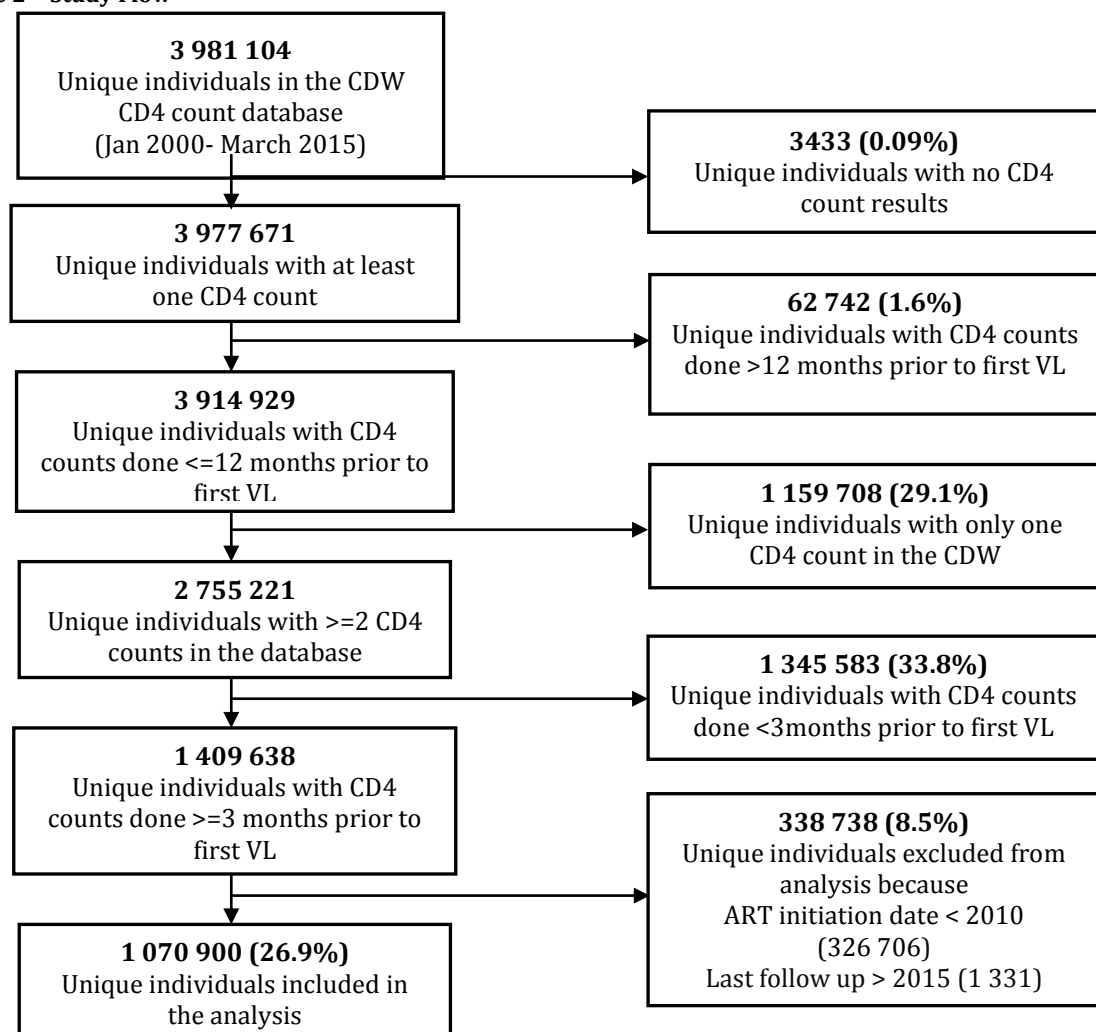 3 981 104
Unique individuals in the CDW
CD4 count database
(Jan 2000- March 2015)
3433 (0.09%)
Unique individuals with no CD4
count results
3 977 671
Unique individuals with at least
one CD4 count
62 742 (1.6%)
Unique individuals with CD4 counts
done >12 months prior to first VL
3 914 929
Unique individuals with CD4
counts done <=12 months prior to
first VL
1 159 708 (29.1%)
Unique individuals with only one
CD4 count in the CDW
2 755 221
Unique individuals with >=2 CD4
counts in the database
1 345 583 (33.8%)
Unique individuals with CD4 counts
done <3months prior to first VL
1 409 638
Unique individuals with CD4
counts done >=3 months prior to
first VL
338 738 (8.5%)
Unique individuals excluded from
analysis because
ART initiation date < 2010
(326 706)
Last follow up > 2015 (1 331)
1 070 900 (26.9%)
Unique individuals included in
the analysis